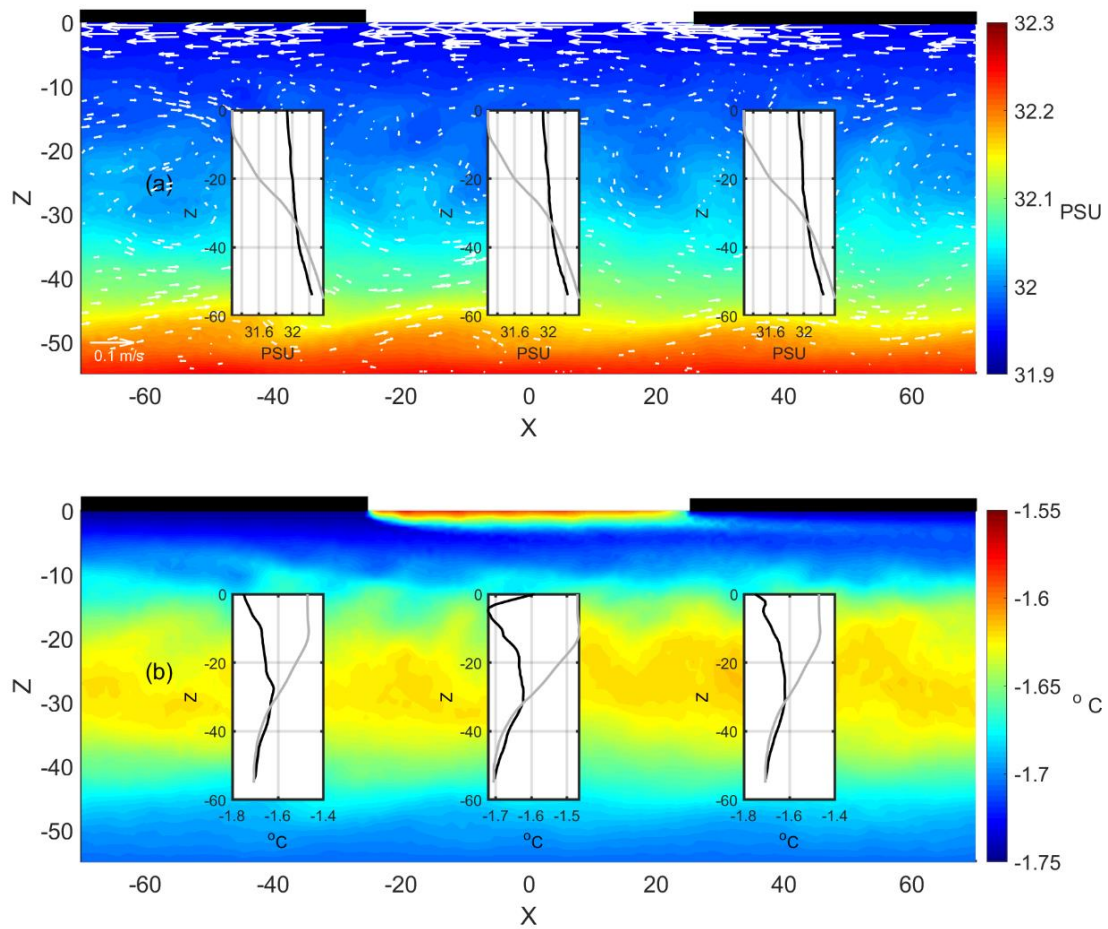 0
-10
-20
-30
-40
-50
Z
(a)
0
-20
-40
-60
Z
31.6 32
PSU
0
-20
-40
-60
Z
31.6 32
PSU
0
-20
-40
-60
Z
31.6 32
PSU
0.1 m/s
-60 -40 -20 0 20 40 60
X
32.3
32.2
32.1
32
31.9
PSU
0
-10
-20
-30
-40
-50
Z
(b)
0
-20
-40
-60
Z
-1.8 -1.6 -1.4
°C
0
-20
-40
-60
Z
-1.7 -1.6 -1.5
°C
0
-20
-40
-60
Z
-1.8 -1.6 -1.4
°C
-60 -40 -20 0 20 40 60
X
-1.55
-1.6
-1.65
-1.7
-1.75
° C